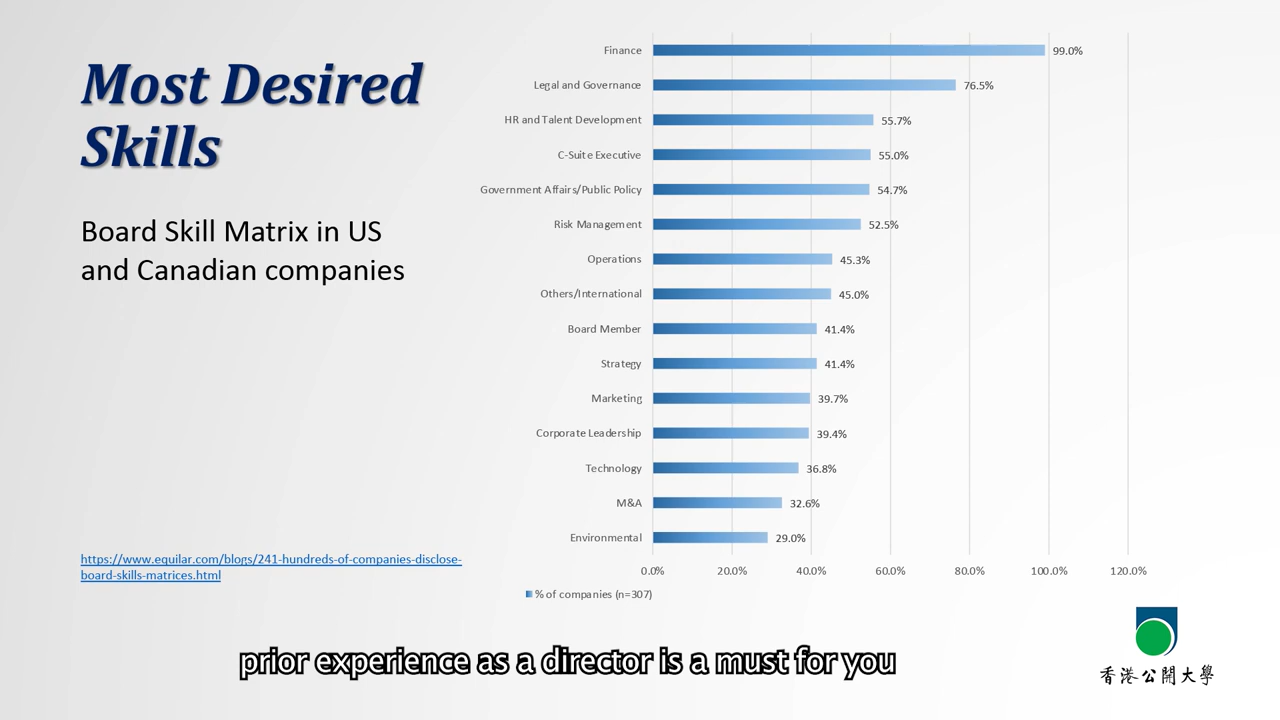 Most Desired
Skills
Board Skill Matrix in US
and Canadian companies
https://www.equilar.com/blogs/241-hundreds-of-companies-disclose-
board-skills-matrices.html
Finance 99.0%
Legal and Governance 76.5%
HR and Talent Development 55.7%
C-Suite Executive 55.0%
Government Affairs/Public Policy 54.7%
Risk Management 52.5%
Operations 45.3%
Others/International 45.0%
Board Member 41.4%
Strategy 41.4%
Marketing 39.7%
Corporate Leadership 39.4%
Technology 36.8%
M&A 32.6%
Environmental 29.0%
0.0% 20.0% 40.0% 60.0% 80.0% 100.0% 120.0%
% of companies (n=307)
prior experience as a director is a must for you
香港公開大學